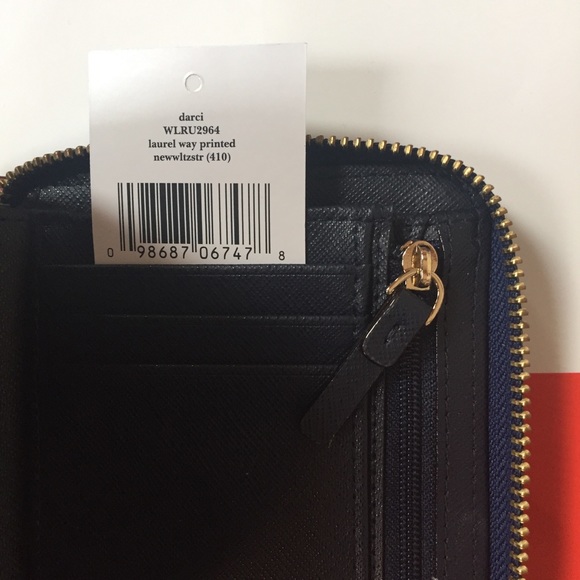 darci
WLRU2964
laurel way printed
newwltzstr (410)
0 98687 06747 8